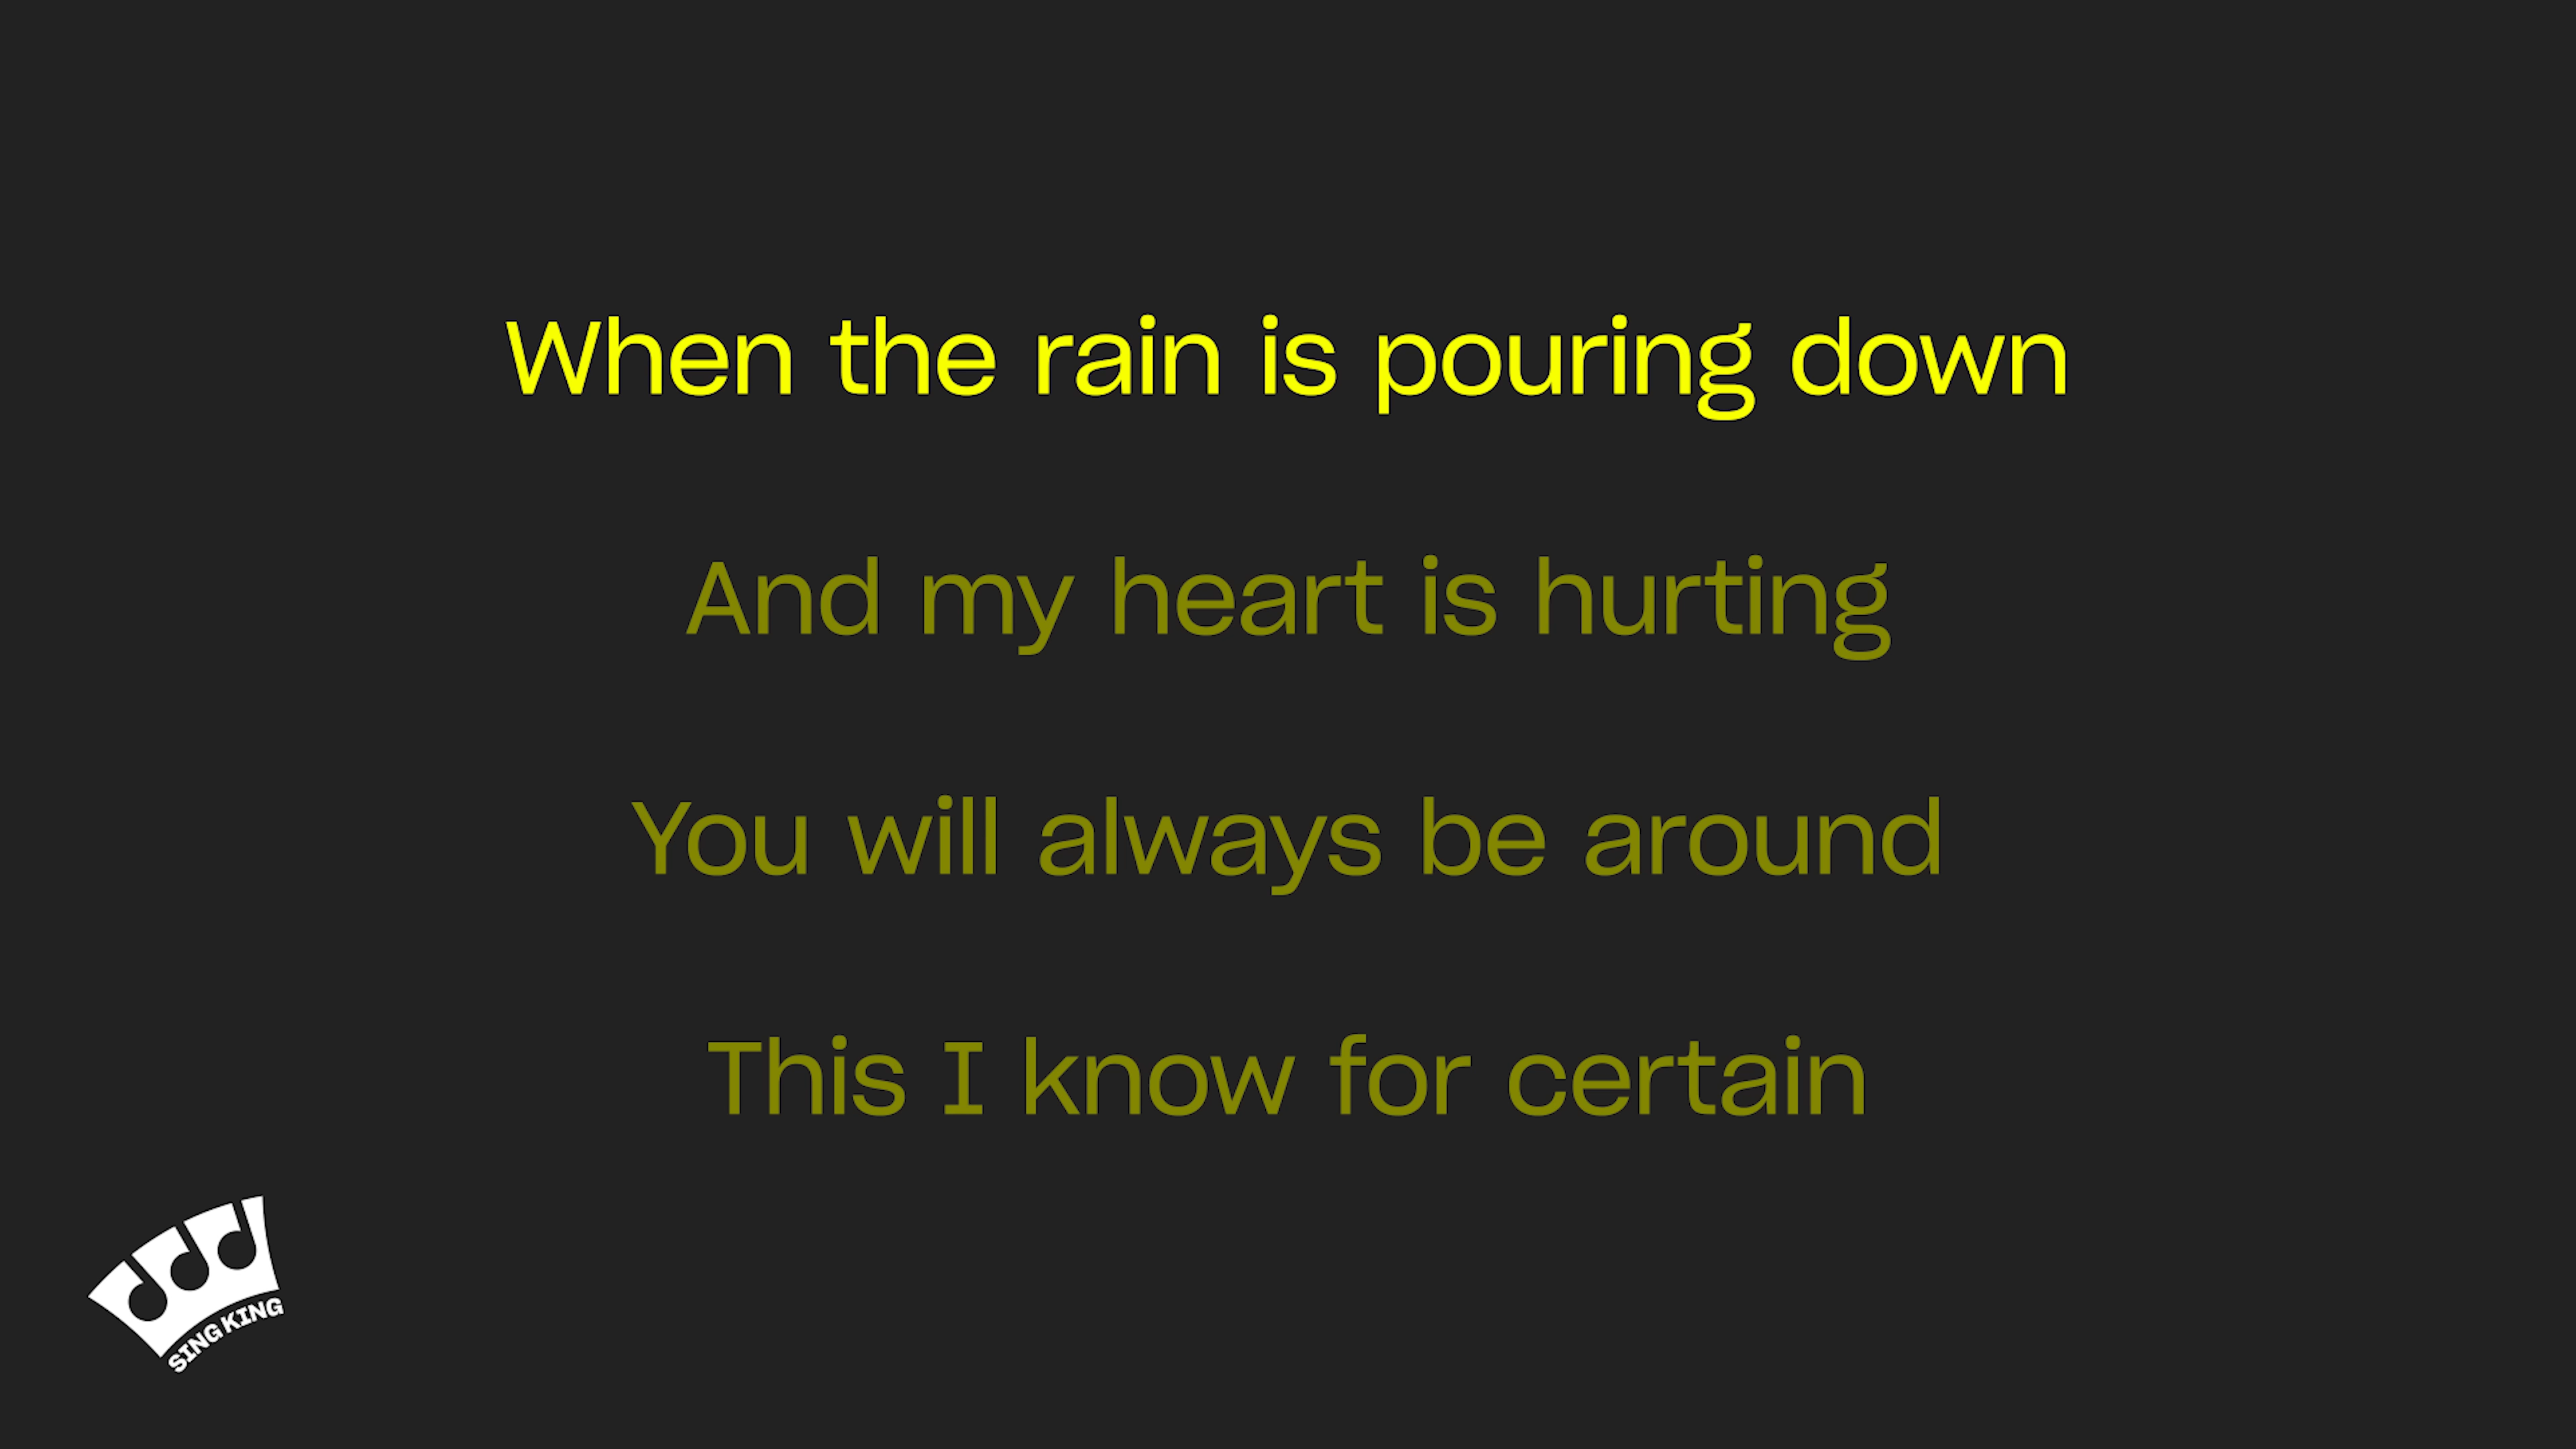 When the rain is pouring down
And my heart is hurting
You will always be around
This I know for certain
SING KING